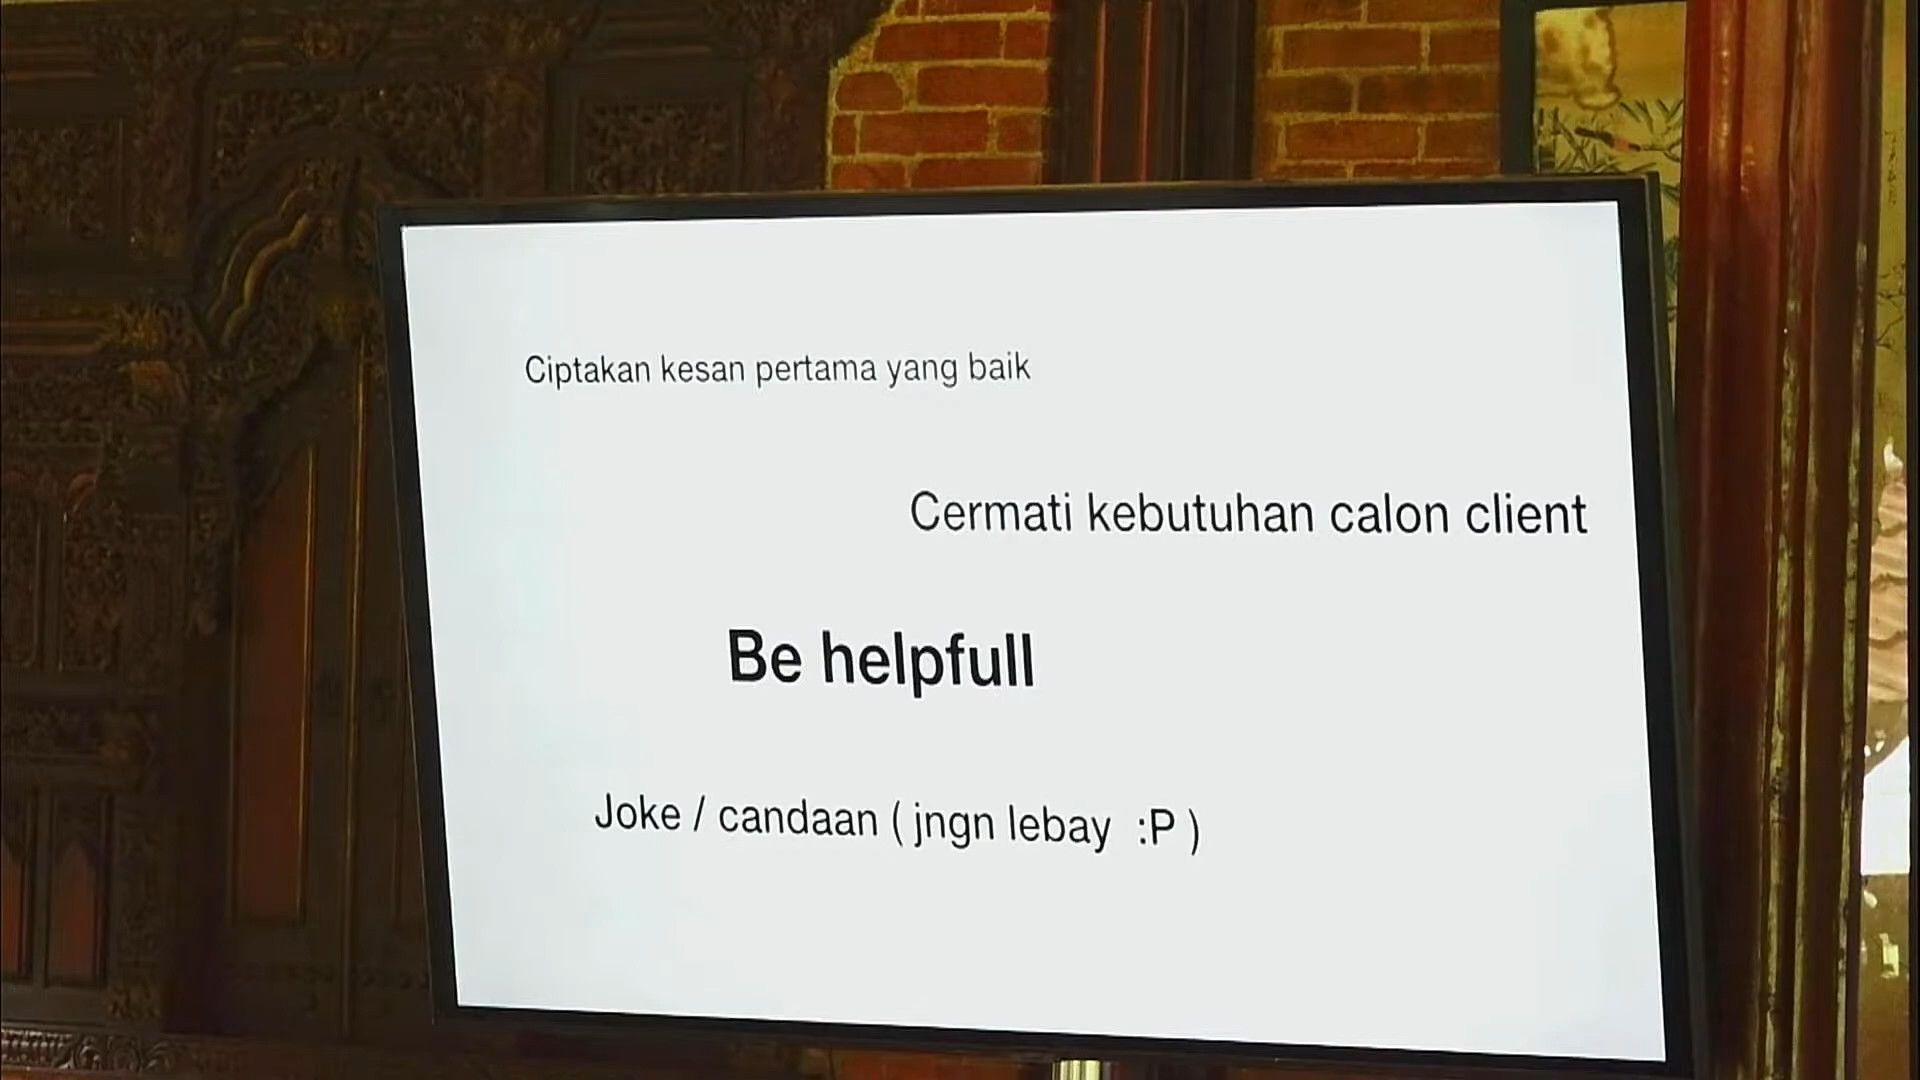 Ciptakan kesan pertama yang baik
Cermati kebutuhan calon client
Be helpfull
Joke / candaan ( jngn lebay :P )